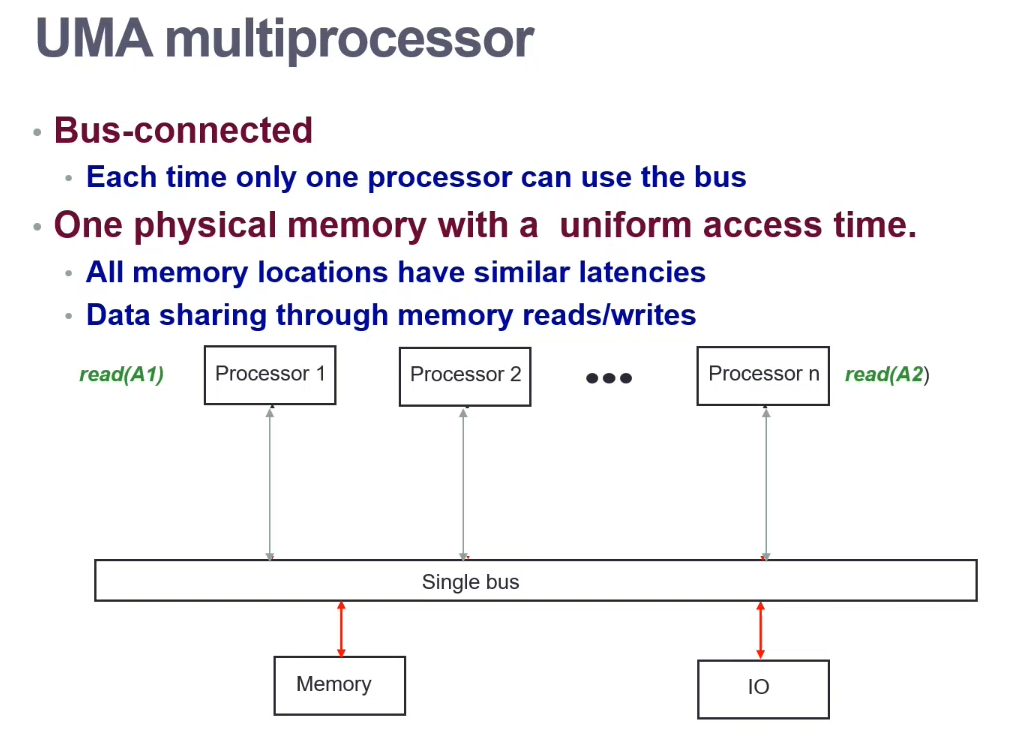 UMA multiprocessor
• Bus-connected
• Each time only one processor can use the bus
• One physical memory with a uniform access time.
• All memory locations have similar latencies
• Data sharing through memory reads/writes
read(A1) Processor 1 Processor 2 ●●● Processor n read(A2)
Single bus
Memory IO